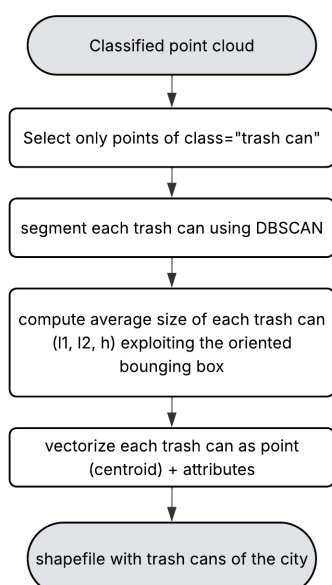 Classified point cloud
Select only points of class="trash can"
segment each trash can using DBSCAN
compute average size of each trash can
(l1, l2, h) exploiting the oriented
bounging box
vectorize each trash can as point
(centroid) + attributes
shapefile with trash cans of the city